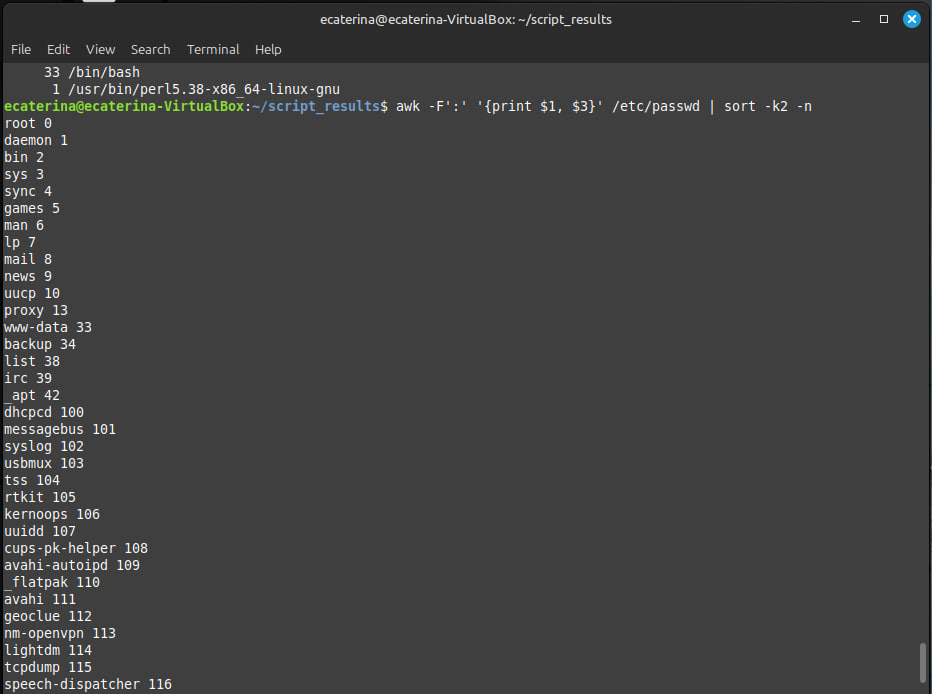 ecaterina@ecaterina-VirtualBox: ~/script_results
File Edit View Search Terminal Help
33 /bin/bash
1 /usr/bin/perl5.38-x86_64-linux-gnu
ecaterina@ecaterina-VirtualBox:~/script_results$ awk -F':' '{print $1, $3}' /etc/passwd | sort -k2 -n
root 0
daemon 1
bin 2
sys 3
sync 4
games 5
man 6
lp 7
mail 8
news 9
uucp 10
proxy 13
www-data 33
backup 34
list 38
irc 39
_apt 42
dhcpcd 100
messagebus 101
syslog 102
usbmux 103
tss 104
rtkit 105
kernoops 106
uuidd 107
cups-pk-helper 108
avahi-autoipd 109
_flatpak 110
avahi 111
geoclue 112
nm-openvpn 113
lightdm 114
tcpdump 115
speech-dispatcher 116